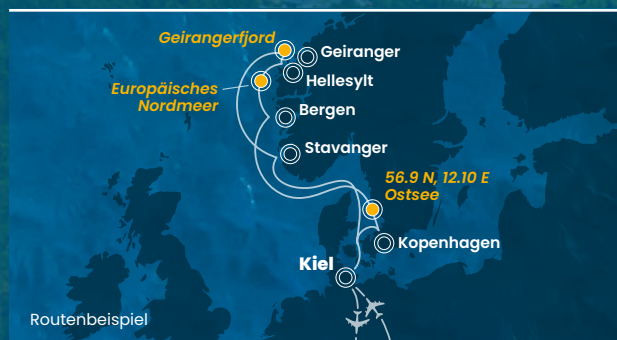 Geirangerfjord
Geiranger
Hellesylt
Europäisches
Nordmeer
Bergen
Stavanger
56.9 N, 12.10 E
Ostsee
Kopenhagen
Kiel
Routenbeispiel